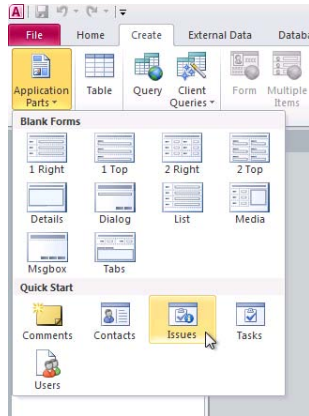 A
File Home Create External Data Datab
Application Parts Table Query Client Queries Form Multiple Items
Blank Forms
1 Right 1 Top 2 Right 2 Top
Details Dialog List Media
Msgbox Tabs
Quick Start
Comments Contacts Issues Tasks
Users